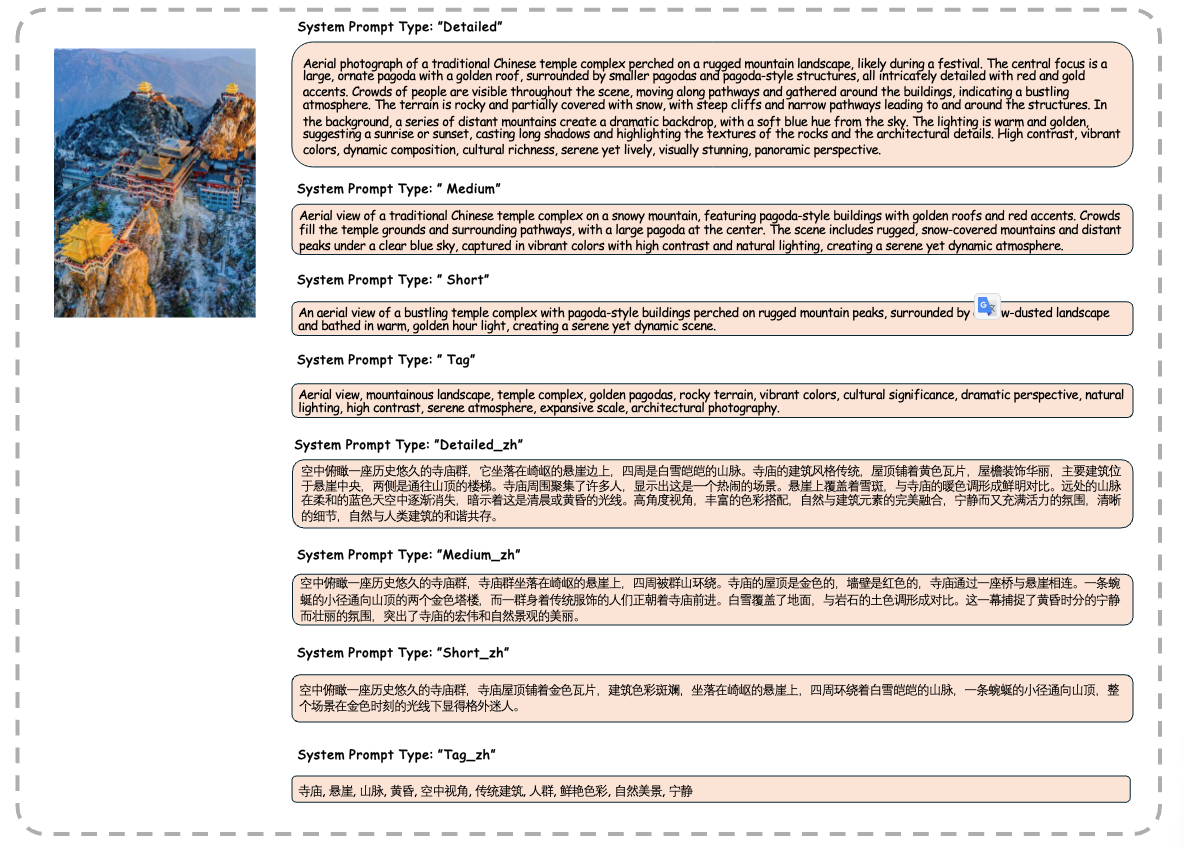 System Prompt Type: "Detailed"
Aerial photograph of a traditional Chinese temple complex perched on a rugged mountain landscape, likely during a festival. The central focus is a
large, ornate pagoda with a golden roof, surrounded by smaller pagodas and pagoda-style structures, all intricately detailed with red and gold
accents. Crowds of people are visible throughout the scene, moving along pathways and gathered around the buildings, indicating a bustling
atmosphere. The terrain is rocky and partially covered with snow, with steep cliffs and narrow pathways leading to and around the structures. In
the background, a series of distant mountains create a dramatic backdrop, with a soft blue hue from the sky. The lighting is warm and golden,
suggesting a sunrise or sunset, casting long shadows and highlighting the textures of the rocks and the architectural details. High contrast, vibrant
colors, dynamic composition, cultural richness, serene yet lively, visually stunning, panoramic perspective.
System Prompt Type: " Medium"
Aerial view of a traditional Chinese temple complex on a snowy mountain, featuring pagoda-style buildings with golden roofs and red accents. Crowds
fill the temple grounds and surrounding pathways, with a large pagoda at the center. The scene includes rugged, snow-covered mountains and distant
peaks under a clear blue sky, captured in vibrant colors with high contrast and natural lighting, creating a serene yet dynamic atmosphere.
System Prompt Type: " Short"
An aerial view of a bustling temple complex with pagoda-style buildings perched on rugged mountain peaks, surrounded by w-dusted landscape
and bathed in warm, golden hour light, creating a serene yet dynamic scene.
System Prompt Type: " Tag"
Aerial view, mountainous landscape, temple complex, golden pagodas, rocky terrain, vibrant colors, cultural significance, dramatic perspective, natural
lighting, high contrast, serene atmosphere, expansive scale, architectural photography.
System Prompt Type: "Detailed_zh"
空中俯瞰一座历史悠久的寺庙群，它坐落在崎岖的悬崖边上，四周是白雪皑皑的山脉。寺庙的建筑风格传统，屋顶铺着黄色瓦片，屋檐装饰华丽，主要建筑位
于悬崖中央，两侧是通往山顶的楼梯。寺庙周围聚集了许多人，显示出这是一个热闹的场景。悬崖上覆盖着雪斑，与寺庙的暖色调形成鲜明对比。远处的山脉
在柔和的蓝色天空中逐渐消失，暗示着这是清晨或黄昏的光线。高角度视角，丰富的色彩搭配，自然与建筑元素的完美融合，宁静而又充满活力的氛围，清晰
的细节，自然与人类建筑的和谐共存。
System Prompt Type: "Medium_zh"
空中俯瞰一座历史悠久的寺庙群，寺庙群坐落在崎岖的悬崖上，四周被群山环绕。寺庙的屋顶是金色的，墙壁是红色的，寺庙通过一座桥与悬崖相连。一条蜿
蜒的小径通向山顶的两个金色塔楼，而一群身着传统服饰的人们正朝着寺庙前进。白雪覆盖了地面，与岩石的土色调形成对比。这一幕捕捉了黄昏时分的宁静
而壮丽的氛围，突出了寺庙的宏伟和自然景观的美丽。
System Prompt Type: "Short_zh"
空中俯瞰一座历史悠久的寺庙群，寺庙屋顶铺着金色瓦片，建筑色彩斑斓，坐落在崎岖的悬崖上，四周环绕着白雪皑皑的山脉，一条蜿蜒的小径通向山顶，整
个场景在金色时刻的光线下显得格外迷人。
System Prompt Type: "Tag_zh"
寺庙, 悬崖, 山脉, 黄昏, 空中视角, 传统建筑, 人群, 鲜艳色彩, 自然美景, 宁静